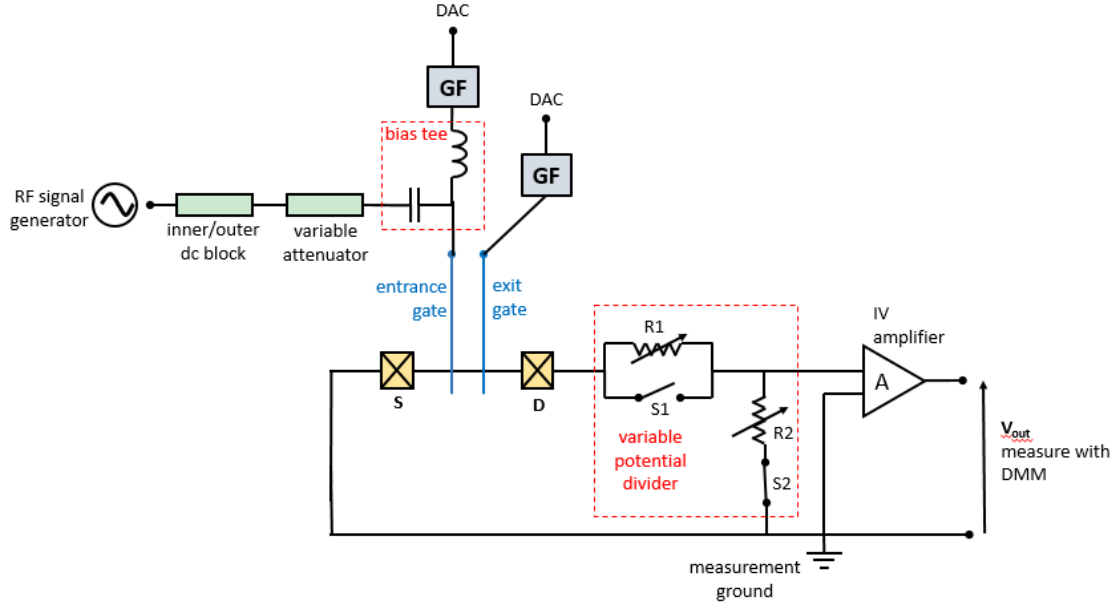 DAC
GF
bias tee
DAC
GF
RF signal
generator
inner/outer
dc block
variable
attenuator
entrance
gate
exit
gate
S
D
R1
S1
variable
potential
divider
R2
S2
IV
amplifier
A
Vout
measure with
DMM
measurement
ground